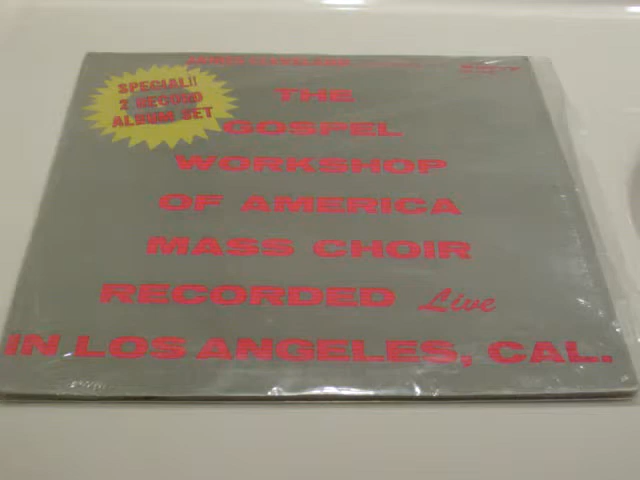 SPECIAL!!
2 RECORD
ALBUM SET
THE
GOSPEL
WORKSHOP
OF AMERICA
MASS CHOIR
RECORDED Live
IN LOS ANGELES, CAL.